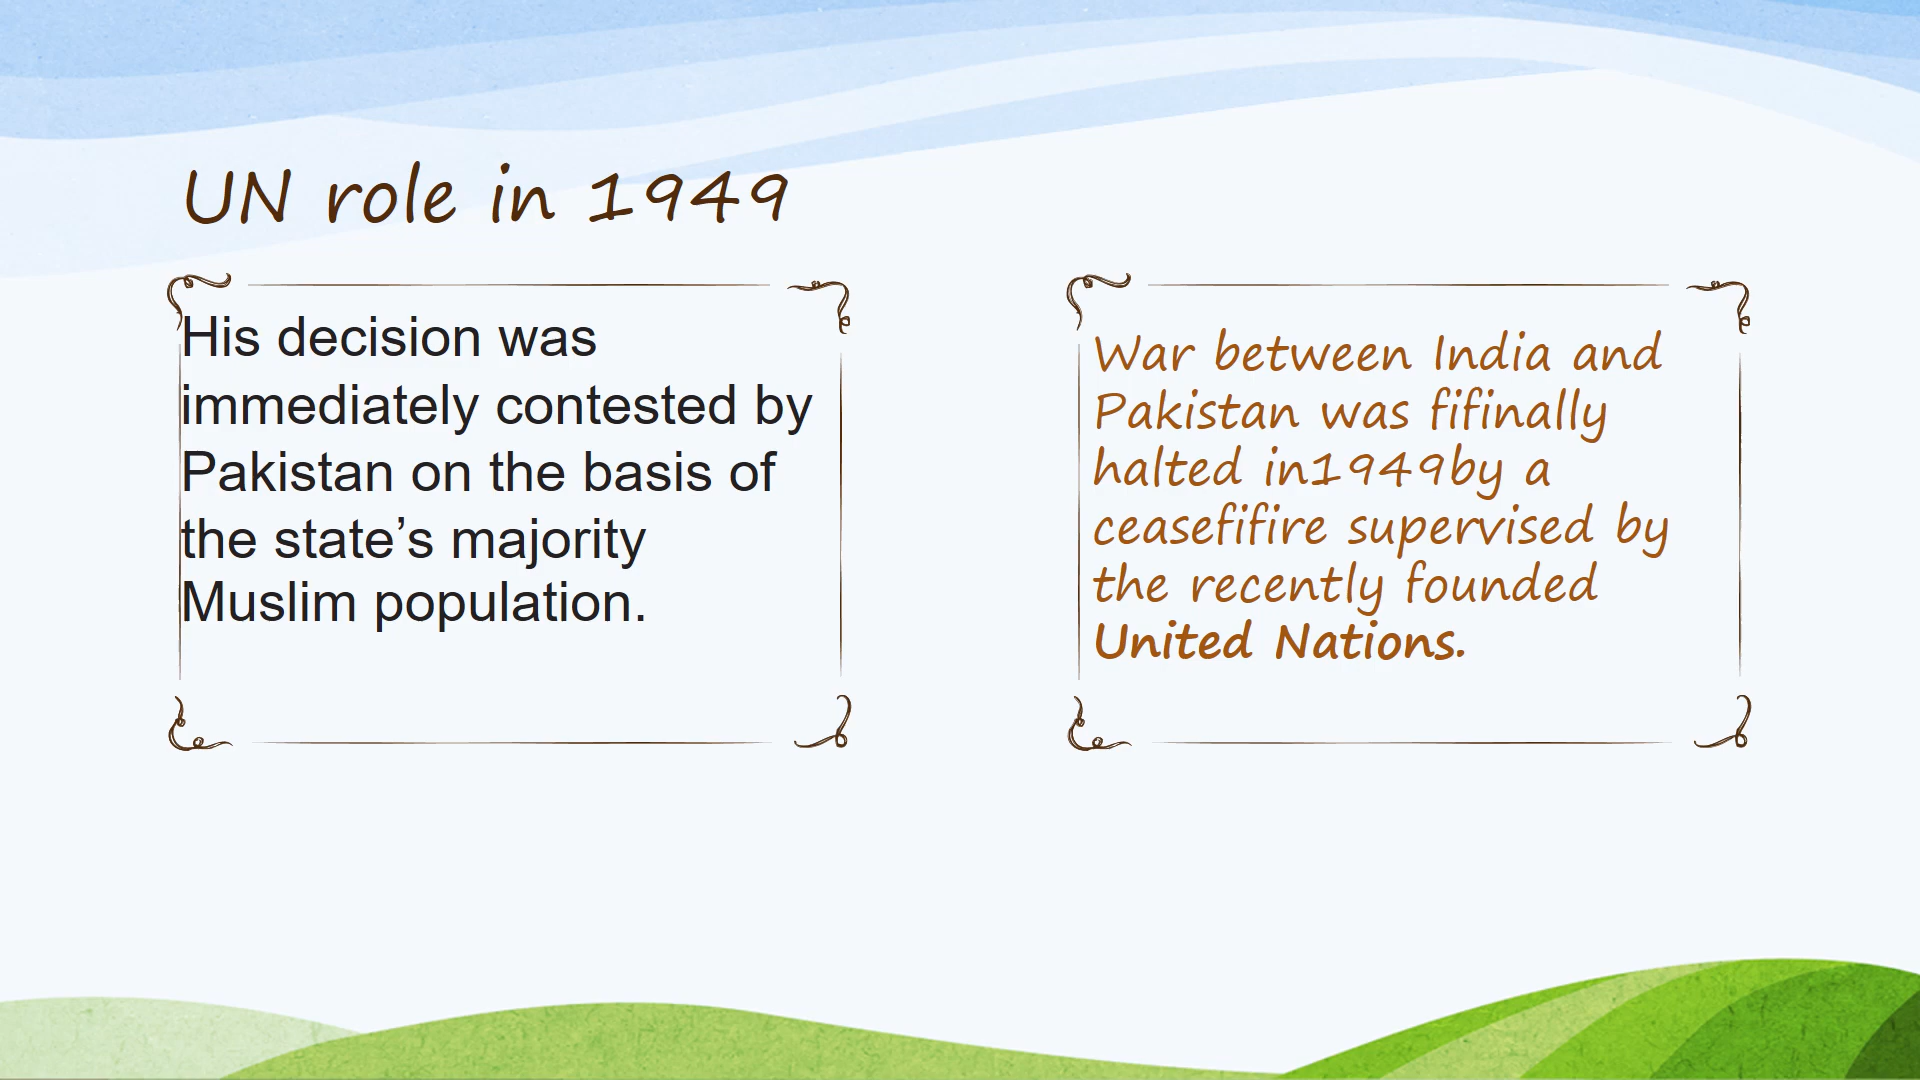 UN role in 1949
His decision was
immediately contested by
Pakistan on the basis of
the state’s majority
Muslim population.
War between India and
Pakistan was fifinally
halted in1949by a
ceasefifire supervised by
the recently founded
United Nations.